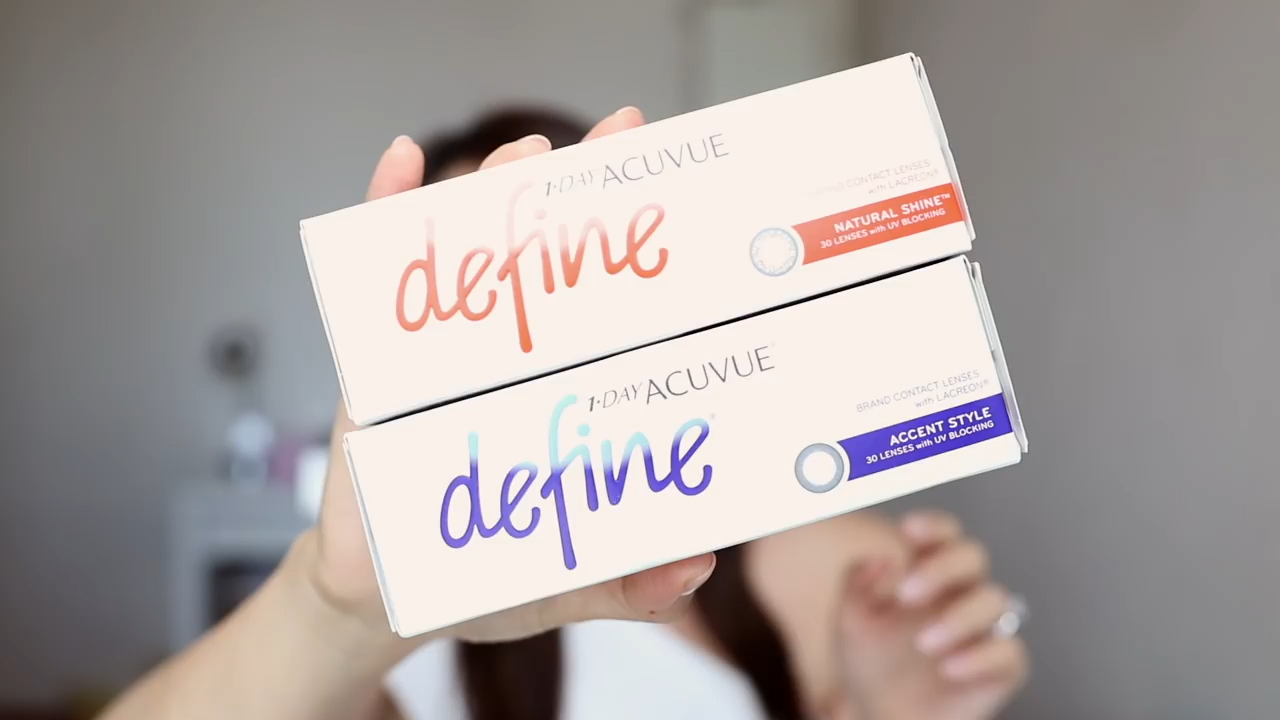 1·DAY ACUVUE
define
BRAND CONTACT LENSES
with LACREON®
NATURAL SHINE™
30 LENSES with UV BLOCKING
1·DAY ACUVUE®
define®
BRAND CONTACT LENSES
with LACREON®
ACCENT STYLE
30 LENSES with UV BLOCKING